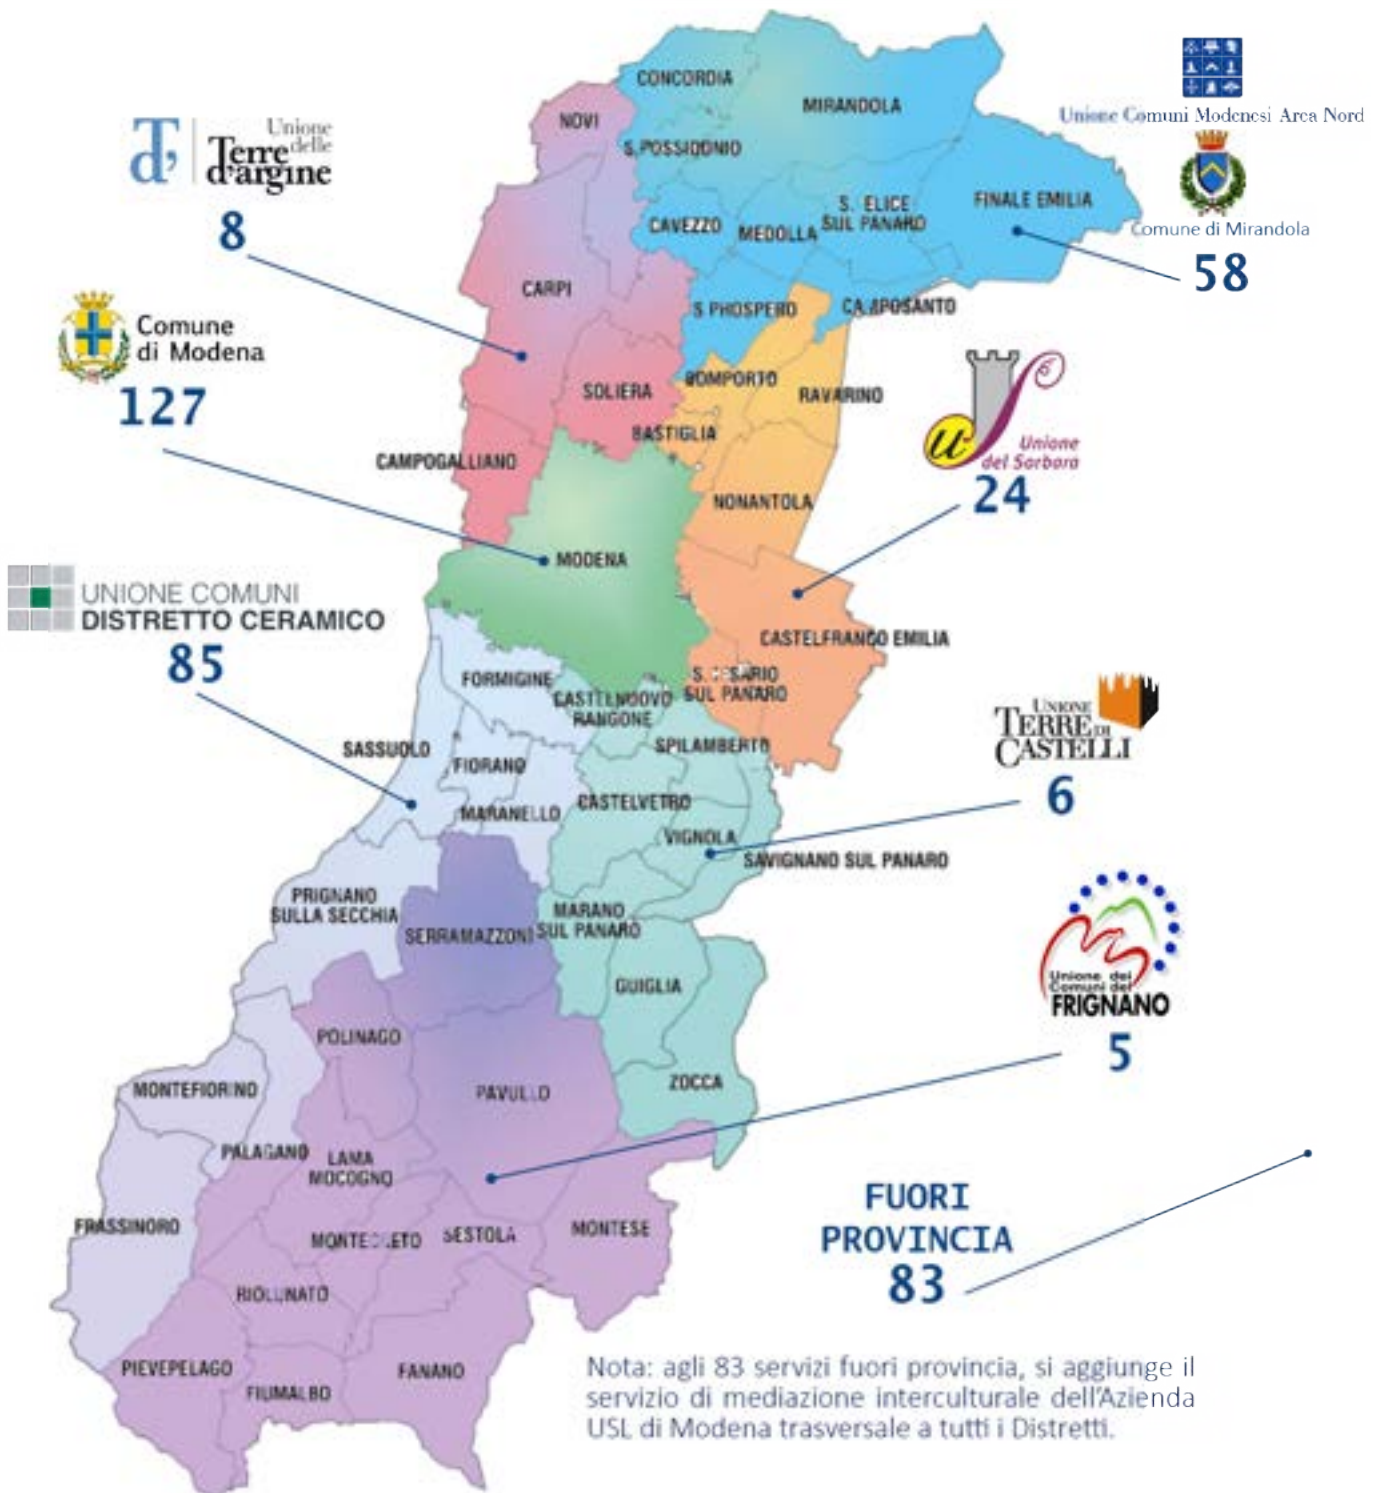 CONCORDIA
MIRANDOLA
NOVI
S.POSSIDONIO
Unione Comuni Modenesi Area Nord
Td'
Unione
delle
Terre
d'argine
8
CAVEZZO
MEDOLLA
S. ELICE
SUL PANARO
FINALE EMILIA
Comune di Mirandola
58
CARPI
S PHOSPERO
CA.APOSANTO
Comune
di Modena
127
SOLIERA
BOMPORTO
RAVARINO
BASTIGLIA
u
Unione
del Sorbara
24
CAMPOGALLIANO
NONANTOLA
MODENA
UNIONE COMUNI
DISTRETTO CERAMICO
85
CASTELFRANCO EMILIA
S. SARIO
SUL PANARO
FORMIGINE
CASTELNUOVO
RANGONE
SPILAMBERTO
UNIONE
TERRE DI
CASTELLI
6
SASSUOLO
FIORANO
MARANELLO
CASTELVETRO
VIGNOLA
SAVIGNANO SUL PANARO
PRIGNANO
SULLA SECCHIA
SERRAMAZZONI
MARANO
SUL PANARO
GUIGLIA
Unione dei
Comuni del
FRIGNANO
5
POLINAGO
MONTEFIORINO
PAVULLO
ZOCCA
PALAGANO
LAMA
MOCOGNO
FRASSINORO
SESTOLA
MONTESE
FUORI
PROVINCIA
83
RIOLUNATO
PIEVEPELAGO
FIUMALBO
FANANO
Nota: agli 83 servizi fuori provincia, si aggiunge il
servizio di mediazione interculturale dell'Azienda
USL di Modena trasversale a tutti i Distretti.